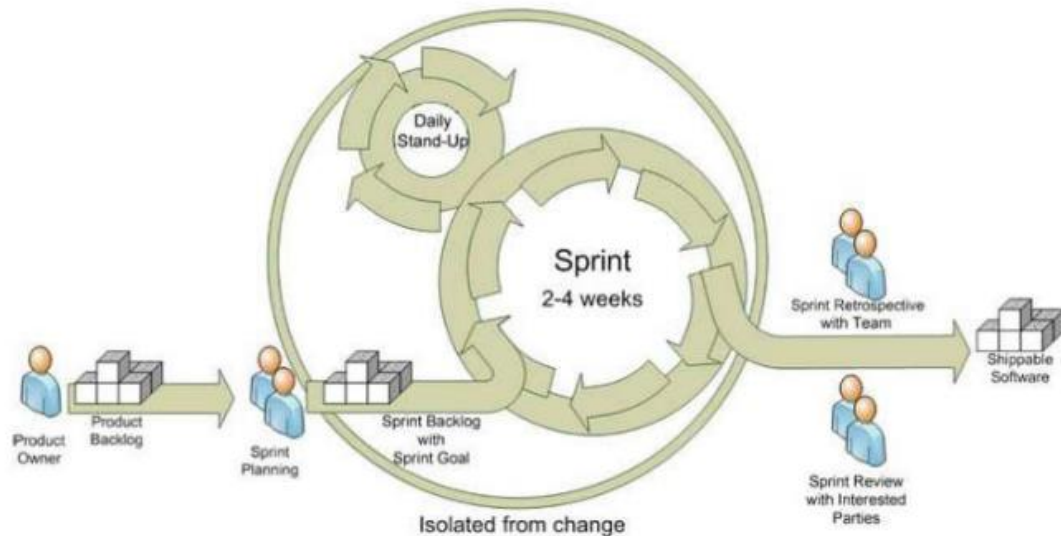 Daily
Stand-Up
Sprint
2-4 weeks
Product
Owner
Product
Backlog
Sprint
Planning
Sprint Backlog
with
Sprint Goal
Sprint Retrospective
with Team
Shippable
Software
Sprint Review
with Interested
Parties
Isolated from change